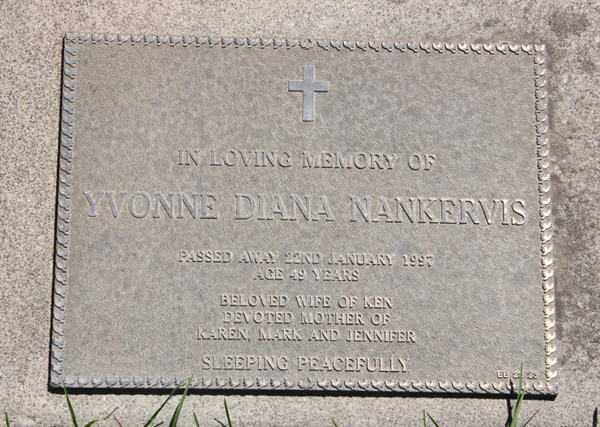 IN LOVING MEMORY OF
YVONNE DIANA NANKERVIS
PASSED AWAY 22ND JANUARY 1997
AGE 49 YEARS
BELOVED WIFE OF KEN
DEVOTED MOTHER OF
KAREN, MARK AND JENNIFER
SLEEPING PEACEFULLY